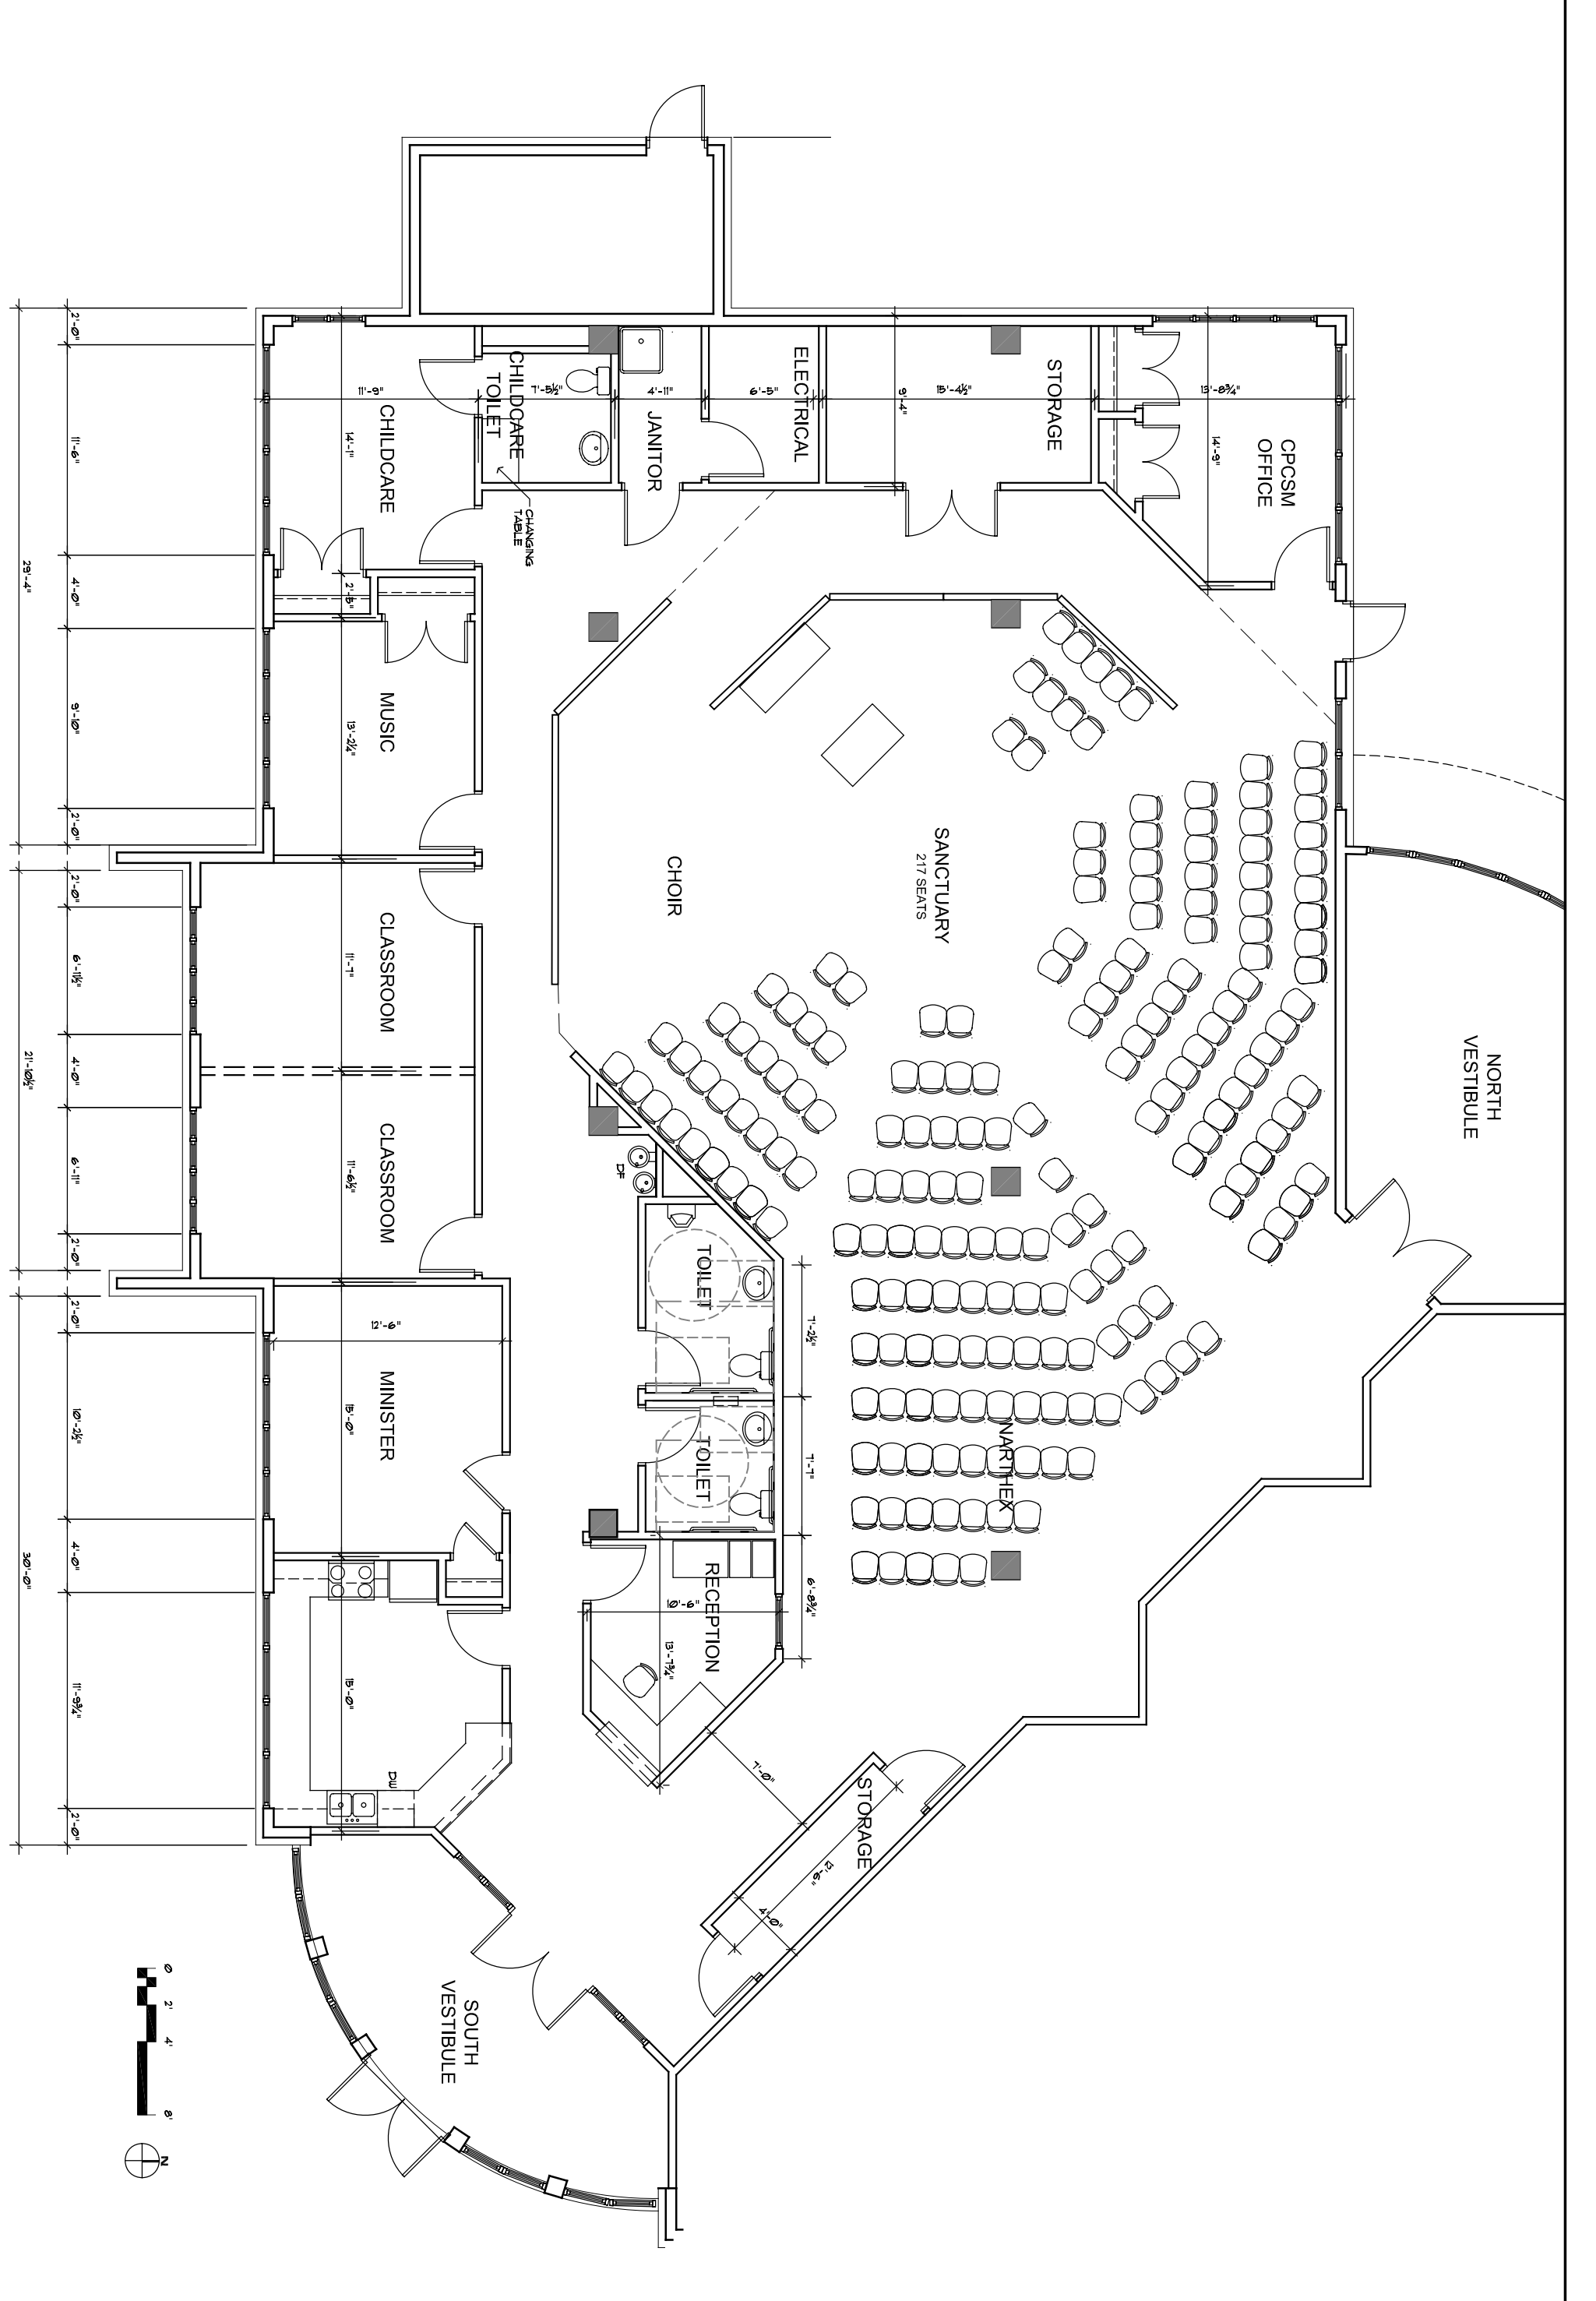 NORTH
VESTIBULE
CPCSM
OFFICE
13'-8¾"
14'-9"
STORAGE
15'-4½"
9'-4"
SANCTUARY
217 SEATS
NARTHEX
ELECTRICAL
6'-5"
JANITOR
4'-11"
CHOIR
7'-2½"
7'-7"
6'-8¾"
STORAGE
12'-6"
4'-0"
7'-0"
TOILET
TOILET
RECEPTION
10'-6"
13'-7¾"
DF
CHILDCARE
TOILET
7'-5½"
CHANGING
TABLE
SOUTH
VESTIBULE
CHILDCARE
11'-9"
14'-1"
2'-5"
MUSIC
13'-2¼"
CLASSROOM
11'-7"
CLASSROOM
11'-6½"
MINISTER
12'-6"
15'-0"
DW
15'-0"
2'-0"
11'-6"
4'-0"
9'-10"
2'-0"
2'-0"
6'-11½"
4'-0"
6'-11"
2'-0"
2'-0"
10'-2½"
4'-0"
11'-9¾"
2'-0"
29'-4"
21'-10½"
30'-0"
0 2' 4' 8'
N